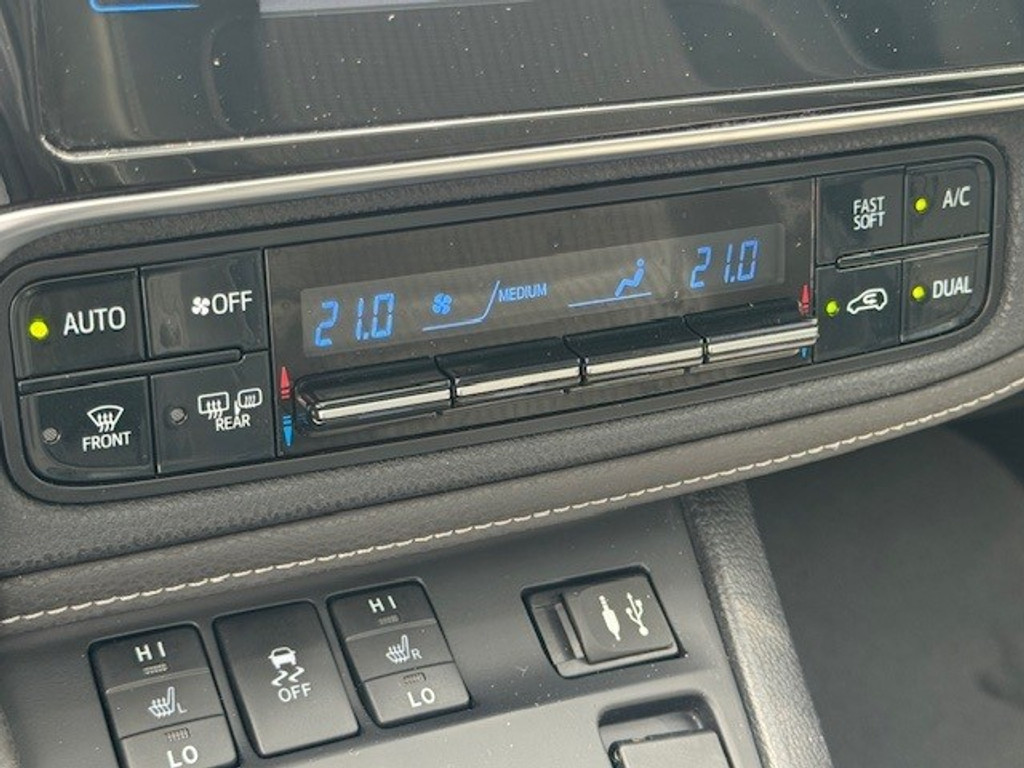 FAST
SOFT
A/C
AUTO
OFF
21.0
MEDIUM
21.0
DUAL
FRONT
REAR
HI
L
LO
OFF
HI
R
LO